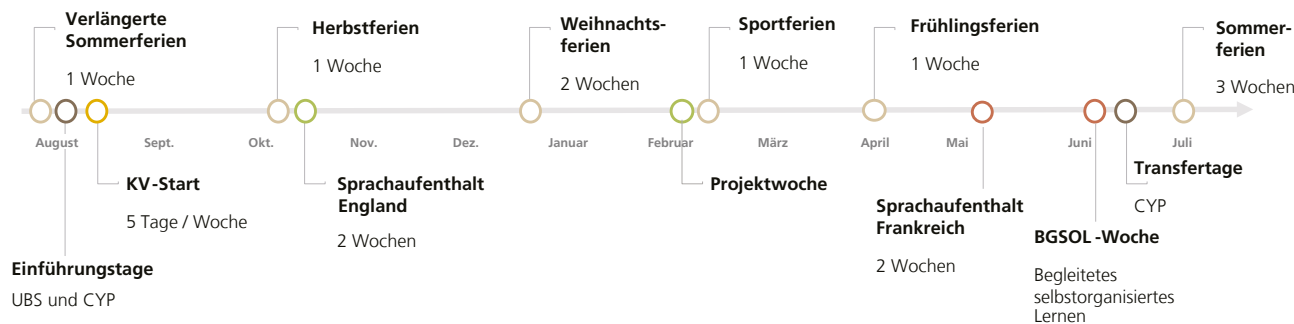 Verlängerte
Sommerferien
1 Woche
Herbstferien
1 Woche
Weihnachts-
ferien
2 Wochen
Sportferien
1 Woche
Frühlingsferien
1 Woche
Sommer-
ferien
3 Wochen
August
Sept.
Okt.
Nov.
Dez.
Januar
Februar
März
April
Mai
Juni
Juli
Einführungstage
UBS und CYP
KV-Start
5 Tage / Woche
Sprachaufenthalt
England
2 Wochen
Projektwoche
Sprachaufenthalt
Frankreich
2 Wochen
BGSOL-Woche
Begleitetes
selbstorganisiertes
Lernen
Transfertage
CYP